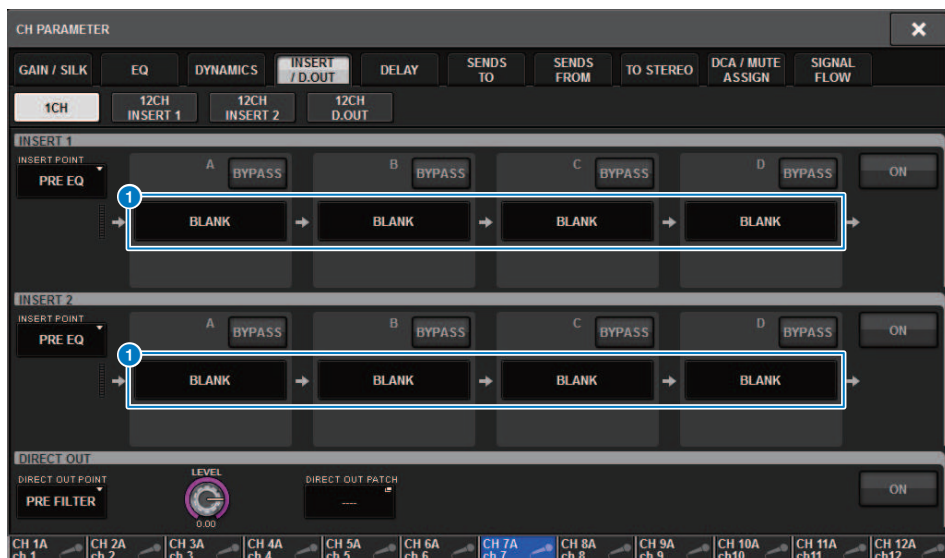 CH PARAMETER
GAIN / SILK EQ DYNAMICS INSERT / D.OUT DELAY SENDS TO SENDS FROM TO STEREO DCA / MUTE ASSIGN SIGNAL FLOW
1CH 12CH INSERT 1 12CH INSERT 2 12CH D.OUT
INSERT 1
INSERT POINT
PRE EQ
A BYPASS B BYPASS C BYPASS D BYPASS ON
1
BLANK BLANK BLANK BLANK
INSERT 2
INSERT POINT
PRE EQ
A BYPASS B BYPASS C BYPASS D BYPASS ON
1
BLANK BLANK BLANK BLANK
DIRECT OUT
DIRECT OUT POINT LEVEL DIRECT OUT PATCH
PRE FILTER ---- ON
0.00
CH 1A CH 2A CH 3A CH 4A CH 5A CH 6A CH 7A CH 8A CH 9A CH 10A CH 11A CH 12A
ch 1 ch 2 ch 3 ch 4 ch 5 ch 6 ch 7 ch 8 ch 9 ch10 ch11 ch12